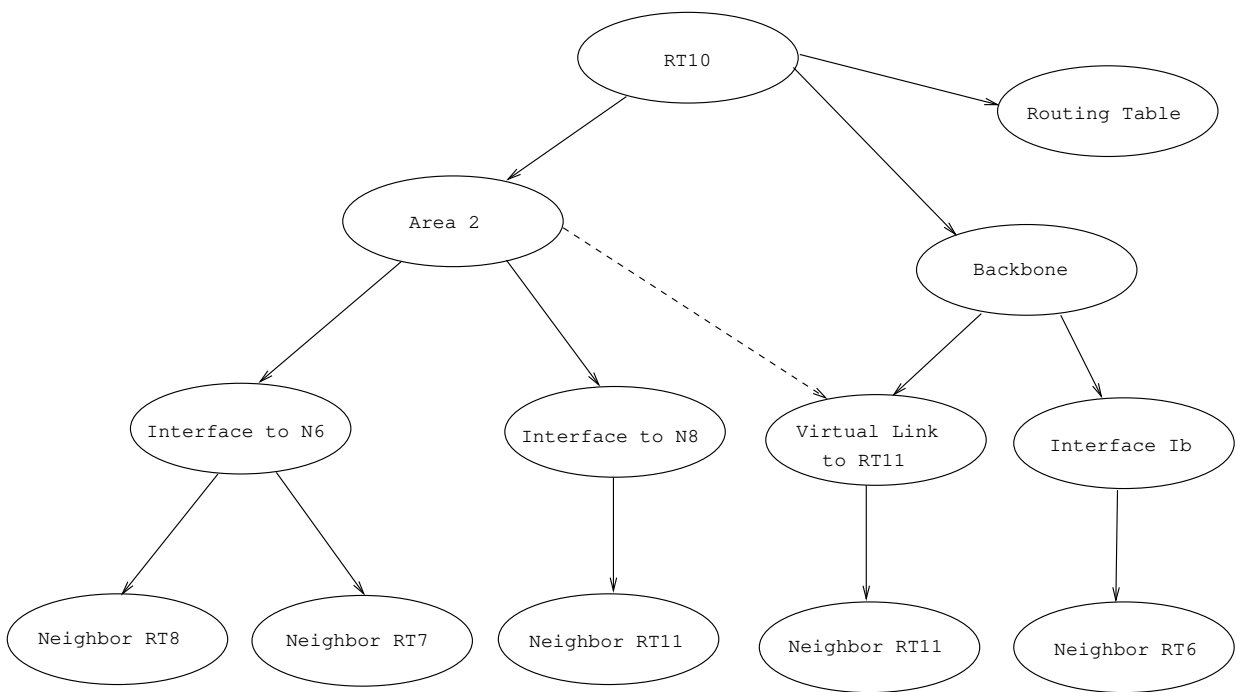 RT10
Routing Table
Area 2
Backbone
Interface to N6
Interface to N8
Virtual Link
to RT11
Interface Ib
Neighbor RT8
Neighbor RT7
Neighbor RT11
Neighbor RT11
Neighbor RT6